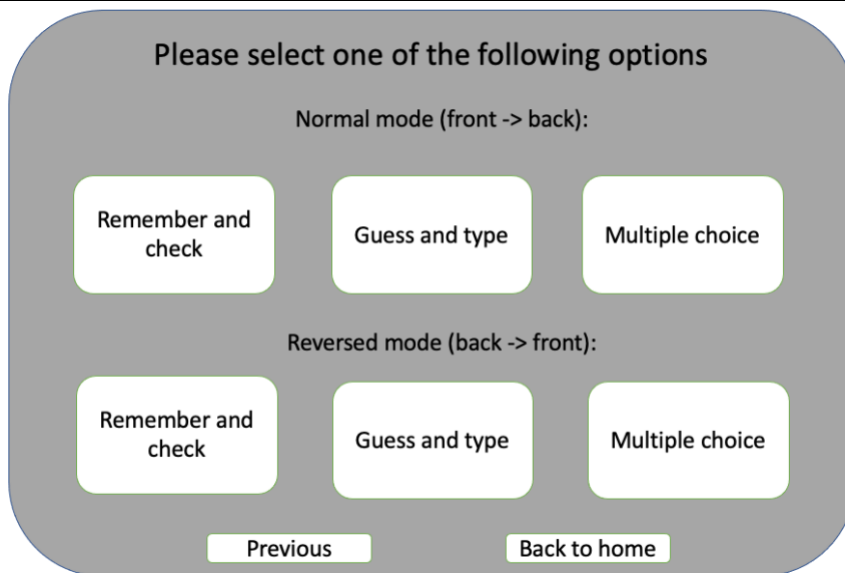 Please select one of the following options
Normal mode (front -> back):
Remember and
check
Guess and type
Multiple choice
Reversed mode (back -> front):
Remember and
check
Guess and type
Multiple choice
Previous
Back to home